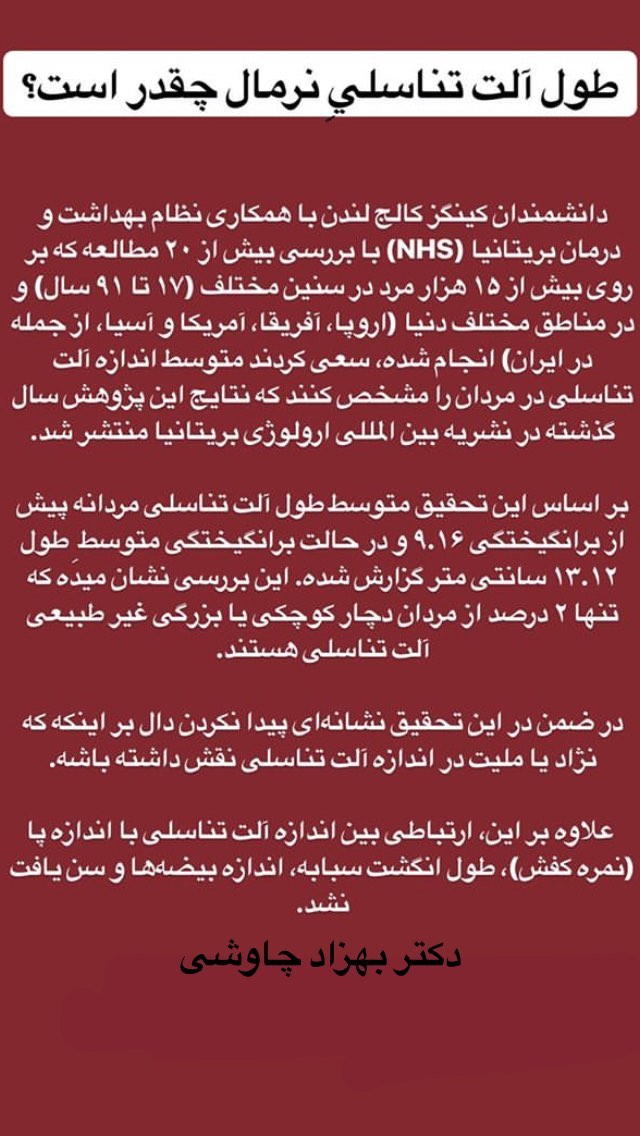 طول آلت تناسليِ نرمال چقدر است؟
دانشمندان کینگز کالج لندن با همکاری نظام بهداشت و
درمان بریتانیا (NHS) با بررسی بیش از ۲۰ مطالعه که بر
روی بیش از ۱۵ هزار مرد در سنین مختلف (۱۷ تا ۹۱ سال) و
در مناطق مختلف دنیا (اروپا، آفریقا، آمریکا و آسیا، از جمله
در ایران) انجام شده، سعی کردند متوسط اندازه آلت
تناسلی در مردان را مشخص کنند که نتایج این پژوهش سال
گذشته در نشریه بین المللی ارولوژی بریتانیا منتشر شد.
بر اساس این تحقیق متوسط طول آلت تناسلی مردانه پیش
از برانگیختگی ۹.۱۶ و در حالت برانگیختگی متوسط طول
۱۳.۱۲ سانتی متر گزارش شده. این بررسی نشان میدَه که
تنها ۲ درصد از مردان دچار کوچکی یا بزرگی غیر طبیعی
آلت تناسلی هستند.
در ضمن در این تحقیق نشانه‌ای پیدا نکردن دال بر اینکه که
نژاد یا ملیت در اندازه آلت تناسلی نقش داشته باشه.
علاوه بر این، ارتباطی بین اندازه آلت تناسلی با اندازه پا
(نمره کفش)، طول انگشت سبابه، اندازه بیضه‌ها و سن یافت
نشد.
دکتر بهزاد چاوشی